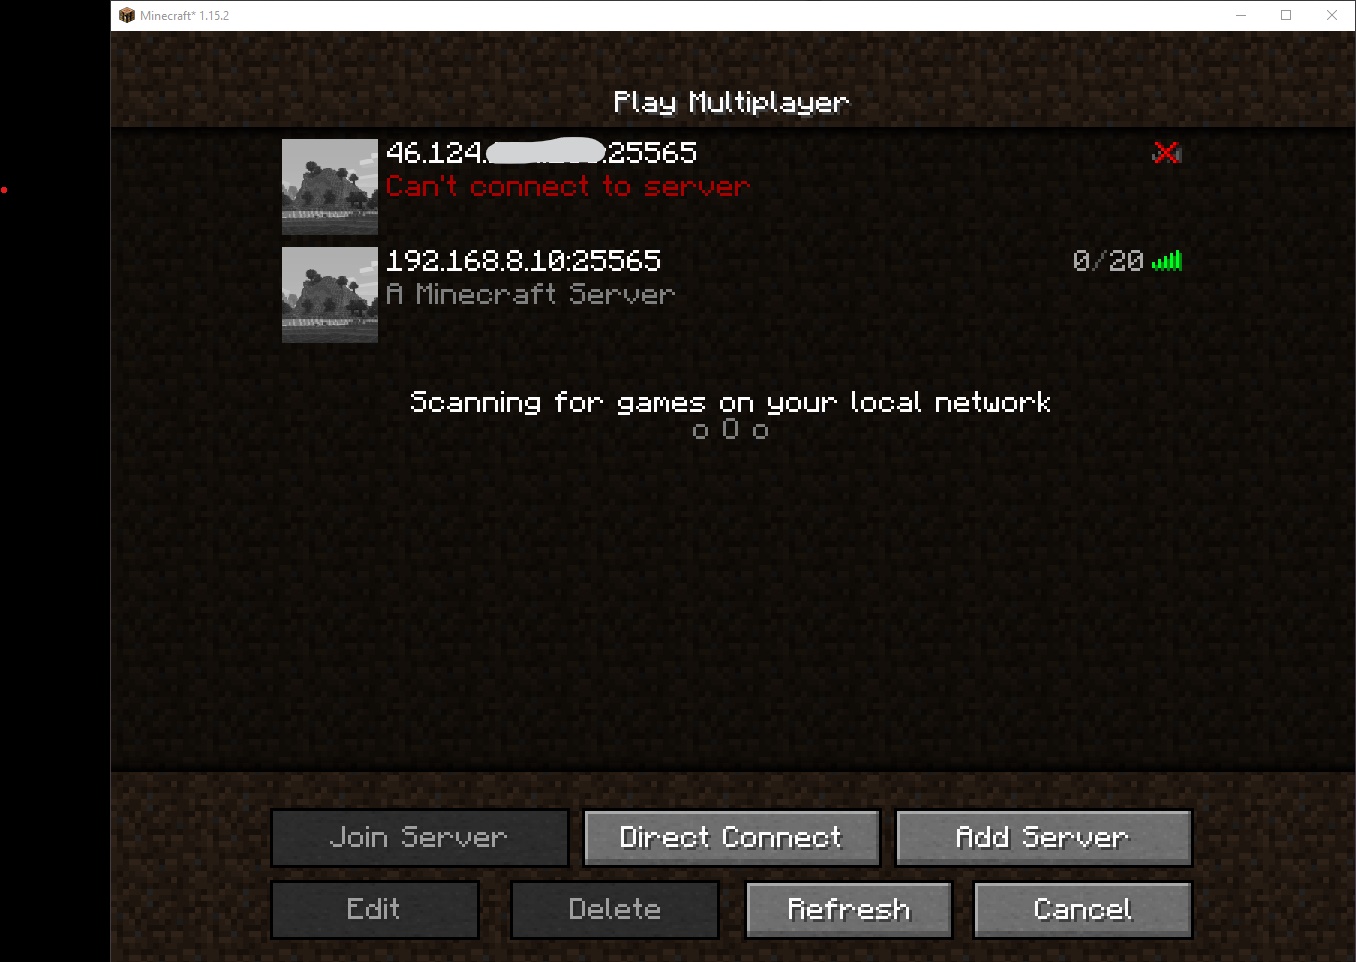 Minecraft* 1.15.2
Play Multiplayer
46.124. :25565
Can't connect to server
192.168.8.10:25565 0/20
A Minecraft Server
Scanning for games on your local network
o O o
Join Server Direct Connect Add Server
Edit Delete Refresh Cancel